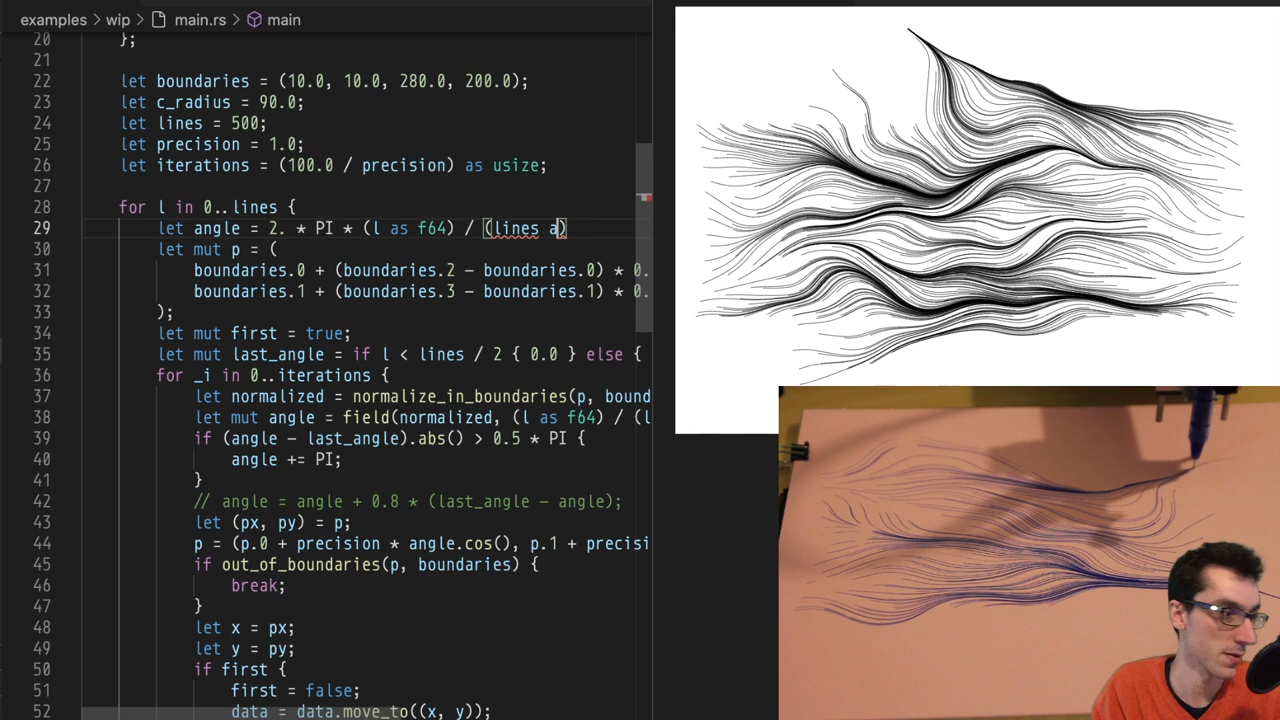 examples > wip > main.rs > main
20 };
21
22 let boundaries = (10.0, 10.0, 280.0, 200.0);
23 let c_radius = 90.0;
24 let lines = 500;
25 let precision = 1.0;
26 let iterations = (100.0 / precision) as usize;
27
28 for l in 0..lines {
29 let angle = 2. * PI * (l as f64) / (lines a)
30 let mut p = (
31 boundaries.0 + (boundaries.2 - boundaries.0) * 0.
32 boundaries.1 + (boundaries.3 - boundaries.1) * 0.
33 );
34 let mut first = true;
35 let mut last_angle = if l < lines / 2 { 0.0 } else {
36 for _i in 0..iterations {
37 let normalized = normalize_in_boundaries(p, bound
38 let mut angle = field(normalized, (l as f64) / (l
39 if (angle - last_angle).abs() > 0.5 * PI {
40 angle += PI;
41 }
42 // angle = angle + 0.8 * (last_angle - angle);
43 let (px, py) = p;
44 p = (p.0 + precision * angle.cos(), p.1 + precisi
45 if out_of_boundaries(p, boundaries) {
46 break;
47 }
48 let x = px;
49 let y = py;
50 if first {
51 first = false;
52 data = data.move_to((x, y));